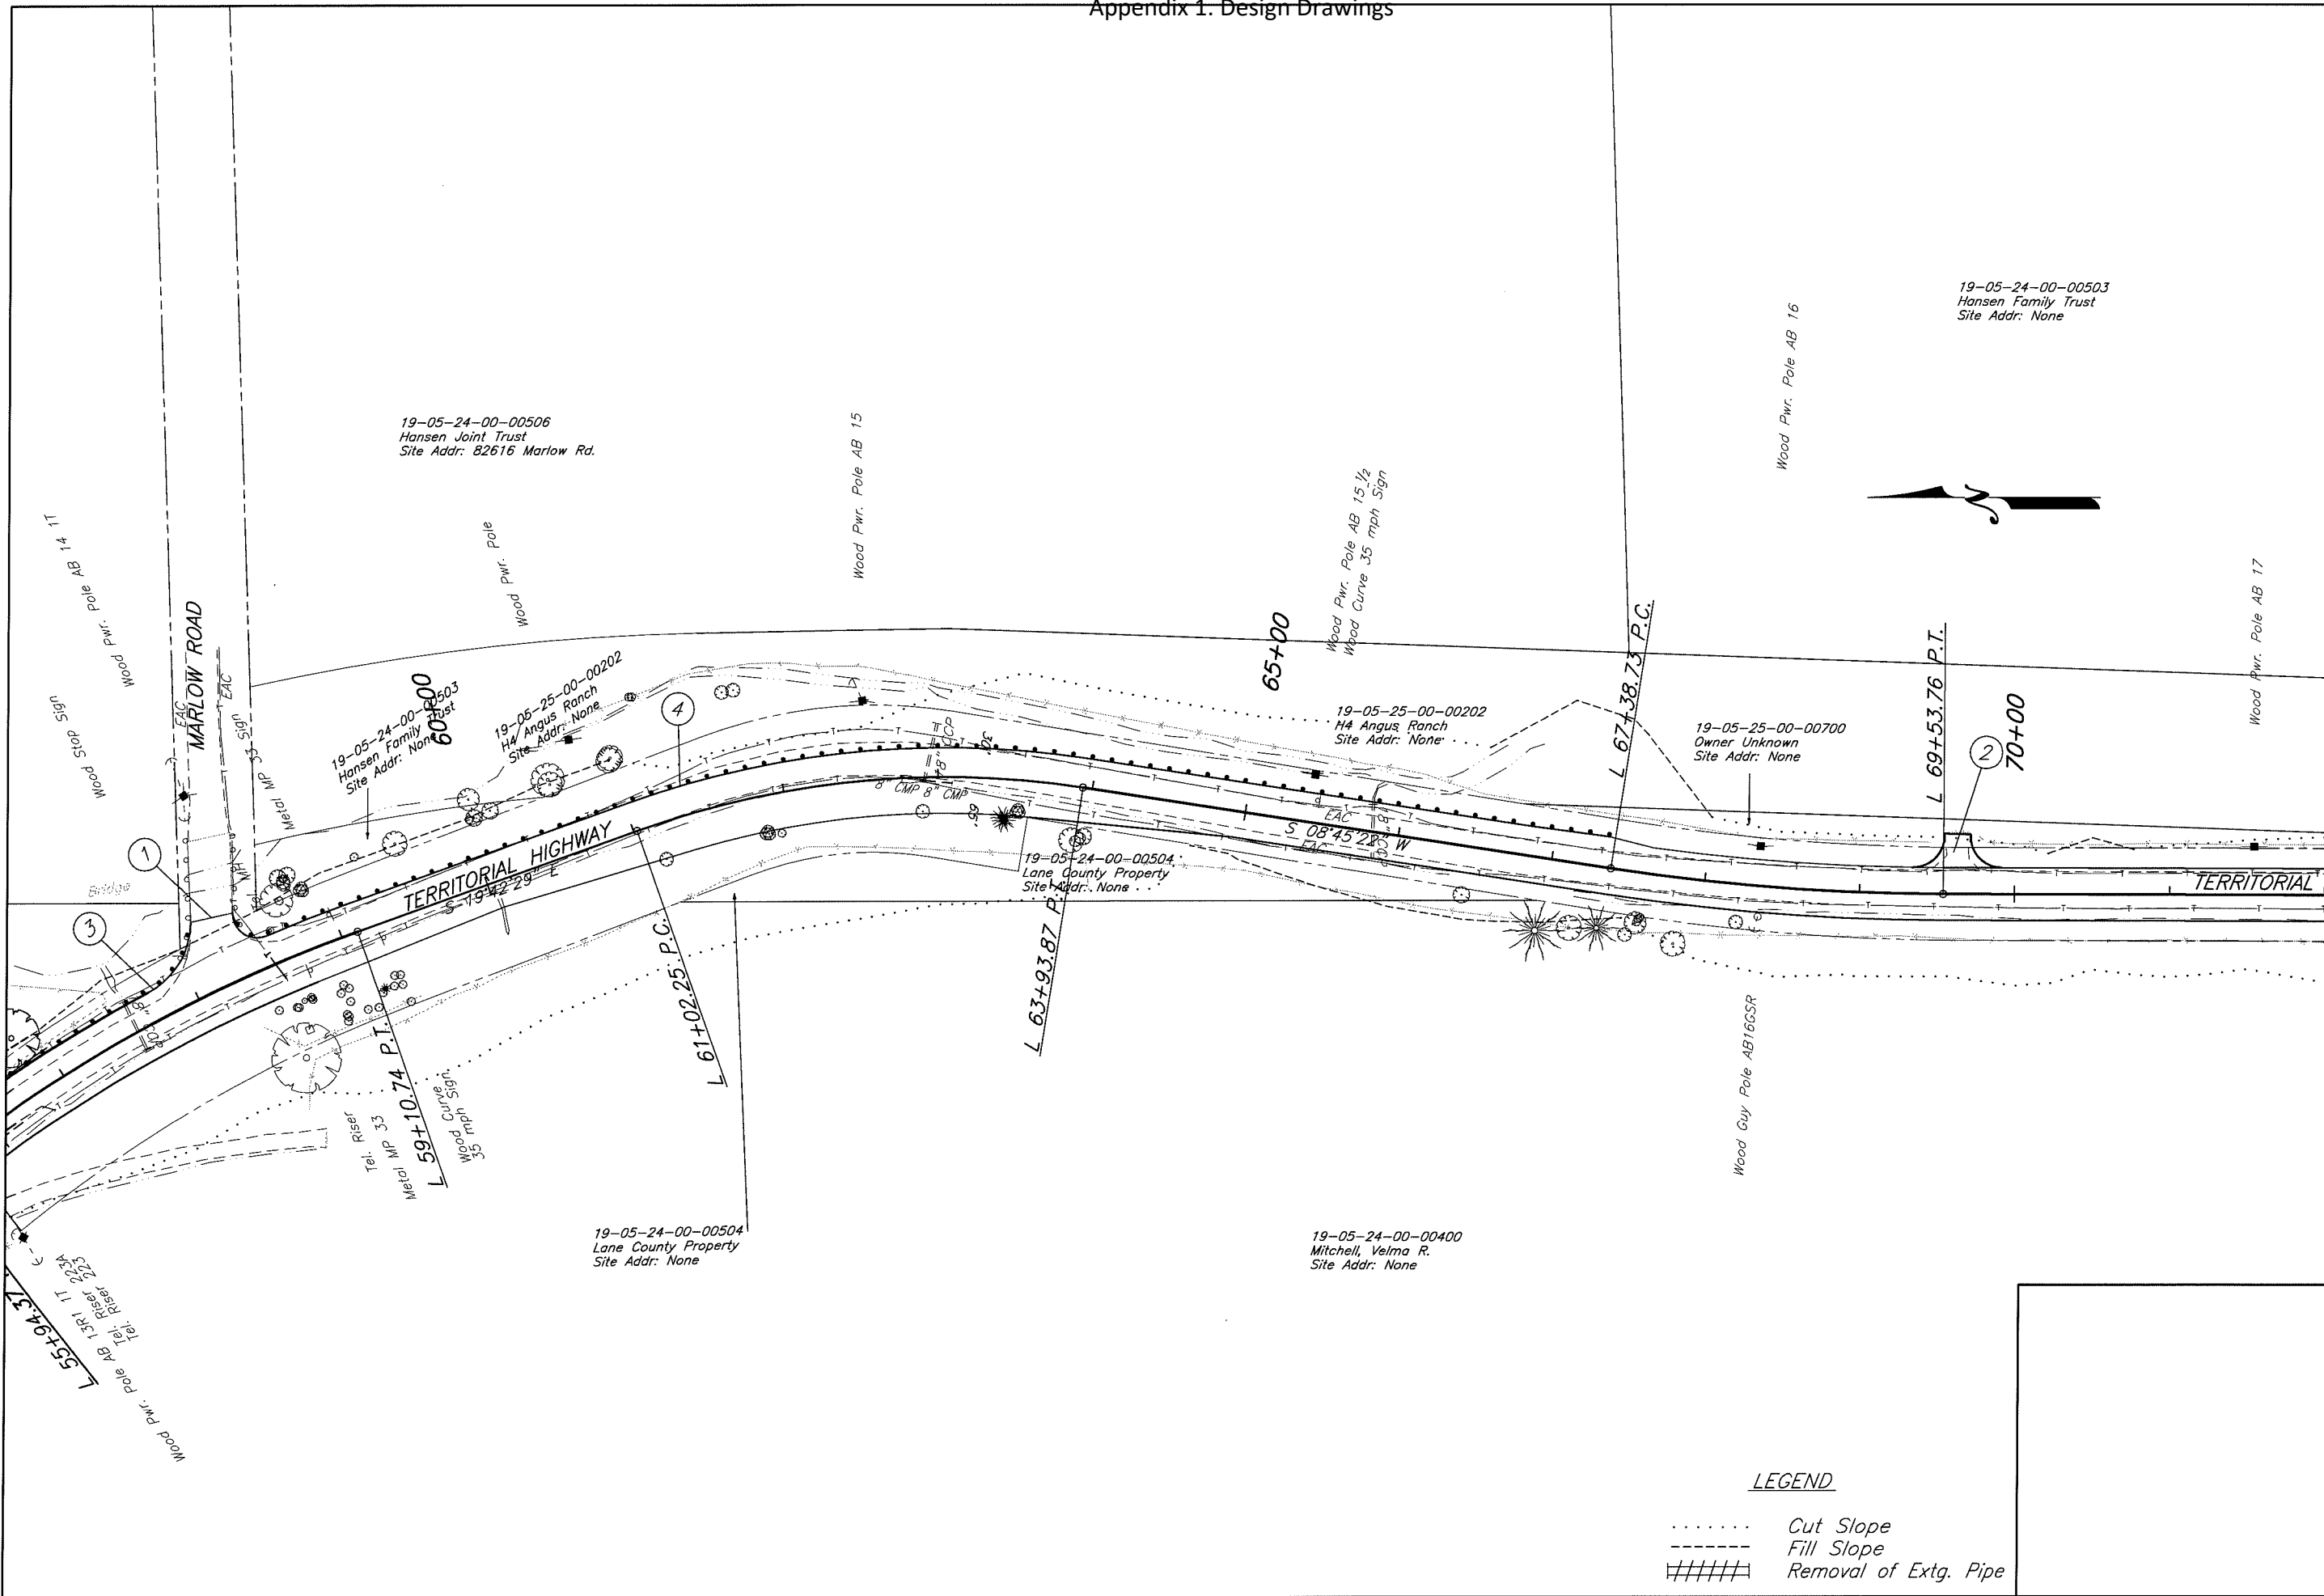 Appendix 1. Design Drawings
19-05-24-00-00503
Hansen Family Trust
Site Addr: None
Wood Pwr. Pole AB 16
19-05-24-00-00506
Hansen Joint Trust
Site Addr: 82616 Marlow Rd.
Wood Pwr. Pole AB 15
Wood Pwr. Pole AB 15 1/2
Wood Curve 35 mph Sign
N
Wood Pwr. Pole AB 14 1T
Wood Stop Sign
Wood Pwr. Pole
Wood Pwr. Pole AB 17
MARLOW ROAD
EAC
EAC
Metal MP 33 Sign
MH
19-05-24-00-00503
Hansen Family Trust
Site Addr: None
60+00
19-05-25-00-00202
H4 Angus Ranch
Site Addr: None
65+00
19-05-25-00-00202
H4 Angus Ranch
Site Addr: None
L 67+38.73 P.C.
19-05-25-00-00700
Owner Unknown
Site Addr: None
L 69+53.76 P.T.
70+00
1
2
3
4
Bridge
TERRITORIAL HIGHWAY
S 19°42'29" E
8" CMP 8" CMP
30'
65'
EAC
S 08°45'22" W
EAC
TERRITORIAL
19-05-24-00-00504
Lane County Property
Site Addr: None
L 63+93.87 P.
L 61+02.25 P.C.
L 59+10.74 P.T.
Tel. Riser
Metal MP 33
Wood Curve
35 mph Sign
Wood Guy Pole AB16GSR
19-05-24-00-00504
Lane County Property
Site Addr: None
19-05-24-00-00400
Mitchell, Velma R.
Site Addr: None
L 55+94.37
Wood Pwr. Pole AB 13R1 1T
Tel. Riser 223A
Tel. Riser 223
LEGEND
Cut Slope
Fill Slope
Removal of Extg. Pipe